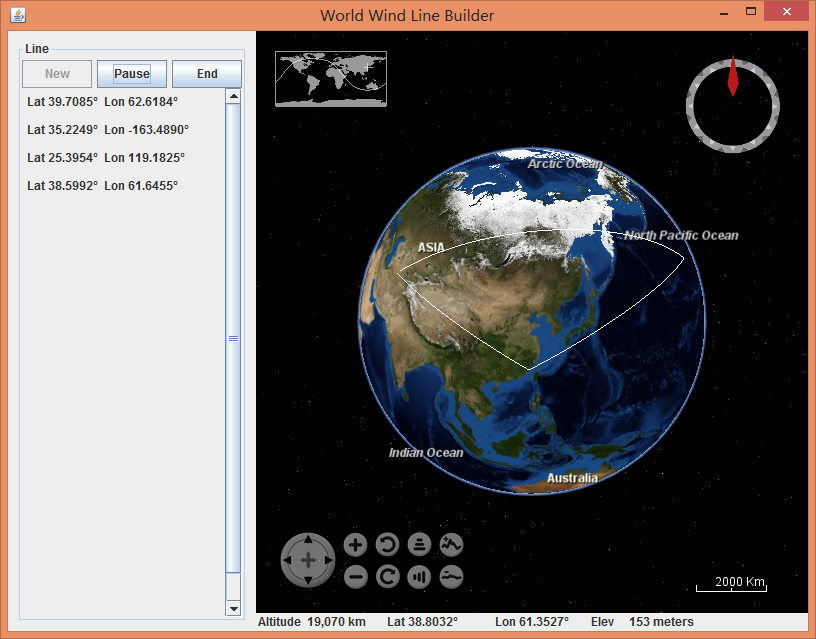 World Wind Line Builder
Line
New Pause End
Lat 39.7085° Lon 62.6184°
Lat 35.2249° Lon -163.4890°
Lat 25.3954° Lon 119.1825°
Lat 38.5992° Lon 61.6455°
Arctic Ocean
North Pacific Ocean
ASIA
Indian Ocean
Australia
2000 Km
Altitude 19,070 km Lat 38.8032° Lon 61.3527° Elev 153 meters